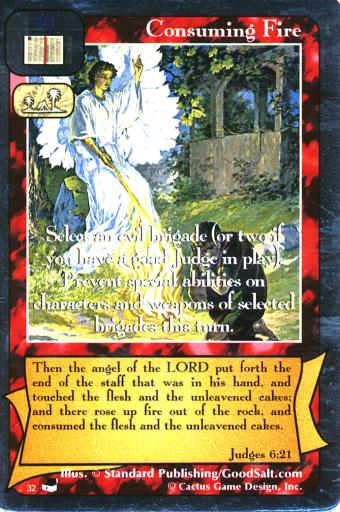 Consuming Fire
Select an evil brigade (or two if
you have a good Judge in play).
Prevent special abilities on
characters and weapons of selected
brigades this turn.
Then the angel of the LORD put forth the
end of the staff that was in his hand, and
touched the flesh and the unleavened cakes;
and there rose up fire out of the rock, and
consumed the flesh and the unleavened cakes.
Judges 6:21
Illus. © Standard Publishing/GoodSalt.com
32
© Cactus Game Design, Inc.